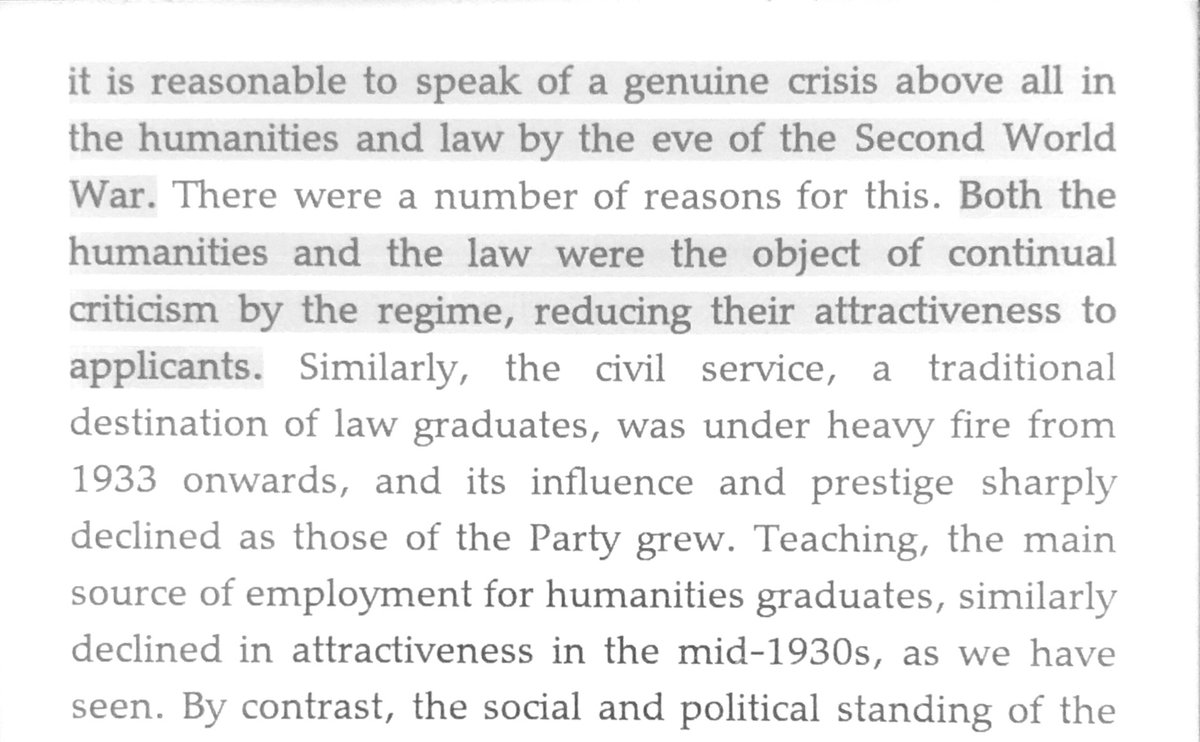 it is reasonable to speak of a genuine crisis above all in
the humanities and law by the eve of the Second World
War. There were a number of reasons for this. Both the
humanities and the law were the object of continual
criticism by the regime, reducing their attractiveness to
applicants. Similarly, the civil service, a traditional
destination of law graduates, was under heavy fire from
1933 onwards, and its influence and prestige sharply
declined as those of the Party grew. Teaching, the main
source of employment for humanities graduates, similarly
declined in attractiveness in the mid-1930s, as we have
seen. By contrast, the social and political standing of the